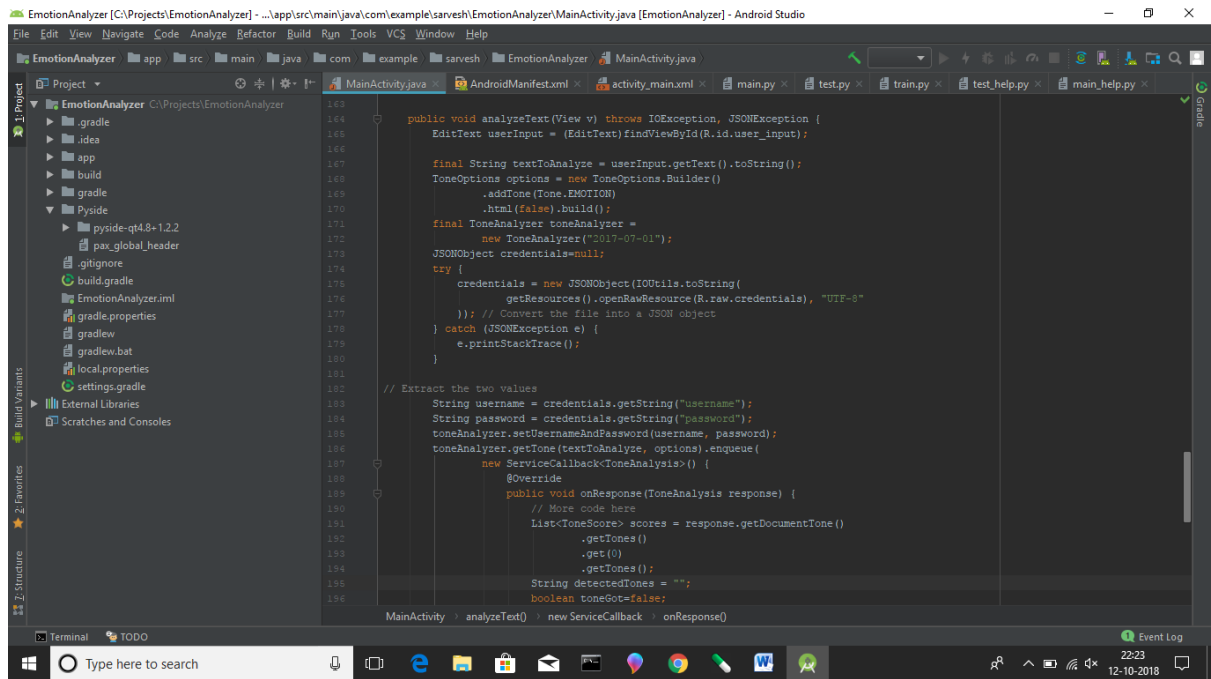 EmotionAnalyzer [C:\Projects\EmotionAnalyzer] - ...\app\src\main\java\com\example\sarvesh\EmotionAnalyzer\MainActivity.java [EmotionAnalyzer] - Android Studio
File Edit View Navigate Code Analyze Refactor Build Run Tools VCS Window Help
EmotionAnalyzer app src main java com example sarvesh EmotionAnalyzer MainActivity.java
Project
MainActivity.java AndroidManifest.xml activity_main.xml main.py test.py train.py test_help.py main_help.py
1: Project
Build Variants
2: Favorites
7: Structure
Gradle
EmotionAnalyzer C:\Projects\EmotionAnalyzer
.gradle
.idea
app
build
gradle
Pyside
pyside-qt4.8+1.2.2
pax_global_header
.gitignore
build.gradle
EmotionAnalyzer.iml
gradle.properties
gradlew
gradlew.bat
local.properties
settings.gradle
External Libraries
Scratches and Consoles
163
164 public void analyzeText(View v) throws IOException, JSONException {
165 EditText userInput = (EditText)findViewById(R.id.user_input);
166
167 final String textToAnalyze = userInput.getText().toString();
168 ToneOptions options = new ToneOptions.Builder()
169 .addTone(Tone.EMOTION)
170 .html(false).build();
171 final ToneAnalyzer toneAnalyzer =
172 new ToneAnalyzer("2017-07-01");
173 JSONObject credentials=null;
174 try {
175 credentials = new JSONObject(IOUtils.toString(
176 getResources().openRawResource(R.raw.credentials), "UTF-8"
177 )); // Convert the file into a JSON object
178 } catch (JSONException e) {
179 e.printStackTrace();
180 }
181
182 // Extract the two values
183 String username = credentials.getString("username");
184 String password = credentials.getString("password");
185 toneAnalyzer.setUsernameAndPassword(username, password);
186 toneAnalyzer.getTone(textToAnalyze, options).enqueue(
187 new ServiceCallback<ToneAnalysis>() {
188 @Override
189 public void onResponse(ToneAnalysis response) {
190 // More code here
191 List<ToneScore> scores = response.getDocumentTone()
192 .getTones()
193 .get(0)
194 .getTones();
195 String detectedTones = "";
196 boolean toneGot=false;
MainActivity analyzeText() new ServiceCallback onResponse()
Terminal TODO
1 Event Log
Type here to search
22:23
12-10-2018